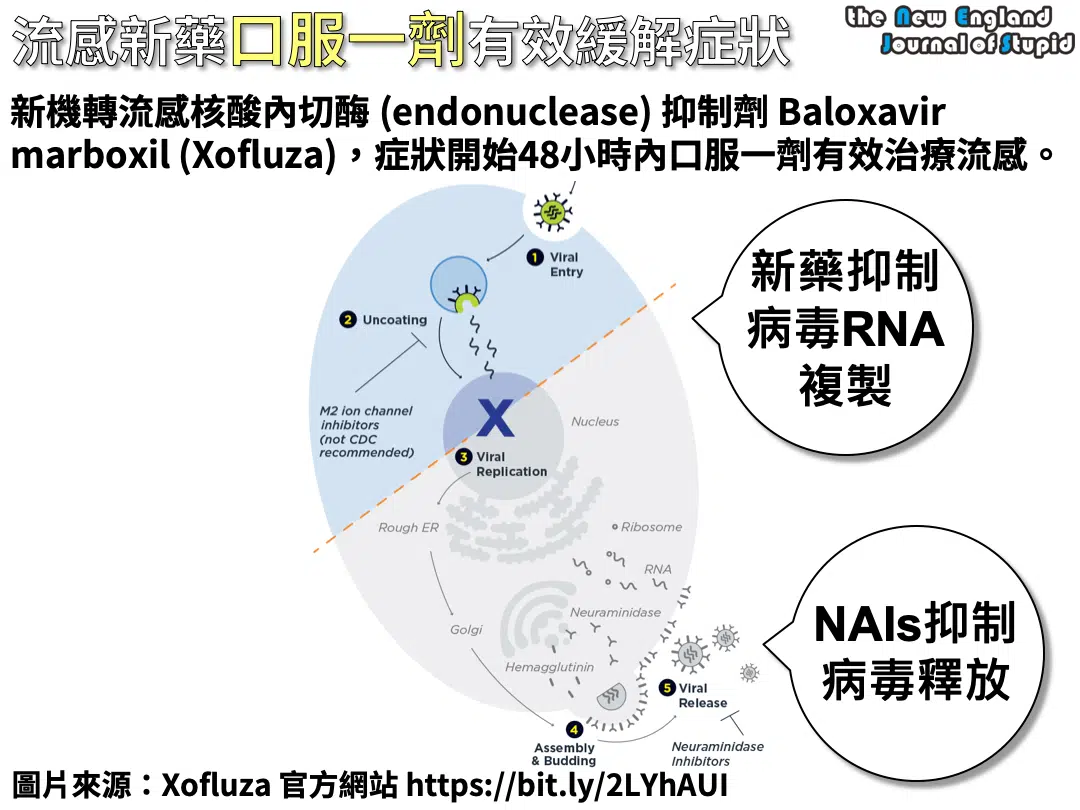 流感新藥口服一劑有效緩解症狀
the New England
Journal of Stupid
新機轉流感核酸內切酶 (endonuclease) 抑制劑 Baloxavir
marboxil (Xofluza)，症狀開始48小時內口服一劑有效治療流感。
1 Viral
Entry
2 Uncoating
新藥抑制
病毒RNA
複製
M2 ion channel
inhibitors
(not CDC
recommended)
X
Nucleus
3 Viral
Replication
Rough ER
Ribosome
RNA
Neuraminidase
Golgi
Hemagglutinin
NAIs抑制
病毒釋放
5 Viral
Release
4
Assembly
& Budding
Neuraminidase
Inhibitors
圖片來源：Xofluza 官方網站 https://bit.ly/2LYhAUI